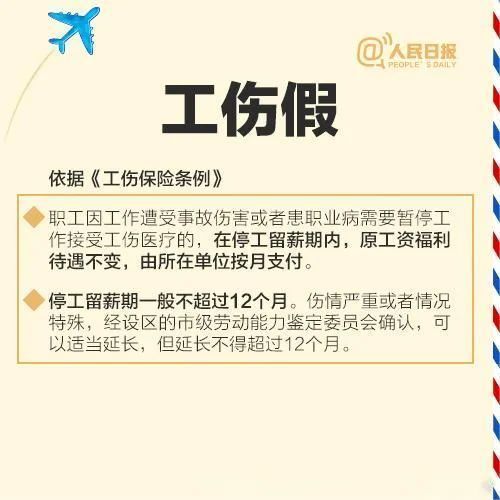 @人民日报
PEOPLE'S DAILY
工伤假
依据《工伤保险条例》
职工因工作遭受事故伤害或者患职业病需要暂停工
作接受工伤医疗的，在停工留薪期内，原工资福利
待遇不变，由所在单位按月支付。
停工留薪期一般不超过12个月。伤情严重或者情况
特殊，经设区的市级劳动能力鉴定委员会确认，可
以适当延长，但延长不得超过12个月。